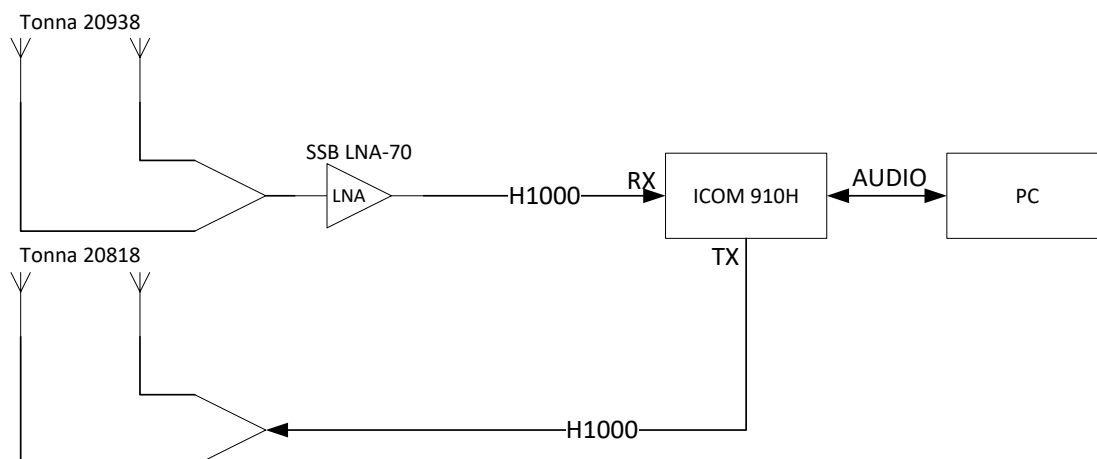 Tonna 20938
SSB LNA-70
LNA
H1000
RX
ICOM 910H
AUDIO
PC
Tonna 20818
TX
H1000